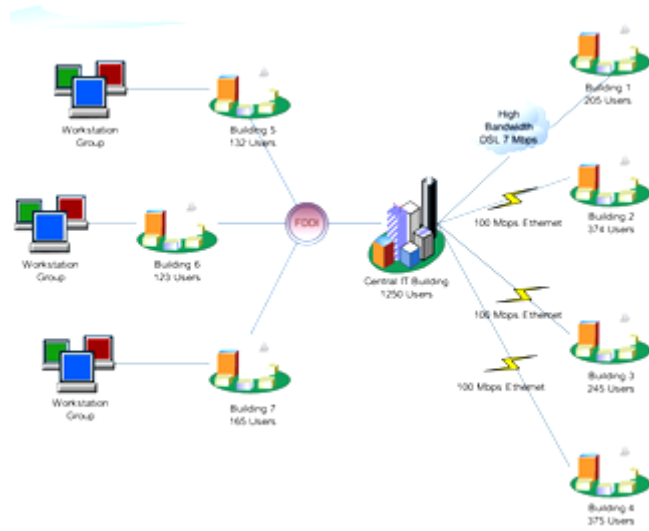 Building 1
205 Users
High
Bandwidth
DSL 7 Mbps
Workstation
Group
Building 5
132 Users
100 Mbps Ethernet
Building 2
374 Users
Workstation
Group
Building 6
123 Users
FDDI
Central IT Building
1250 Users
100 Mbps Ethernet
Building 3
245 Users
Workstation
Group
Building 7
165 Users
100 Mbps Ethernet
Building 4
375 Users